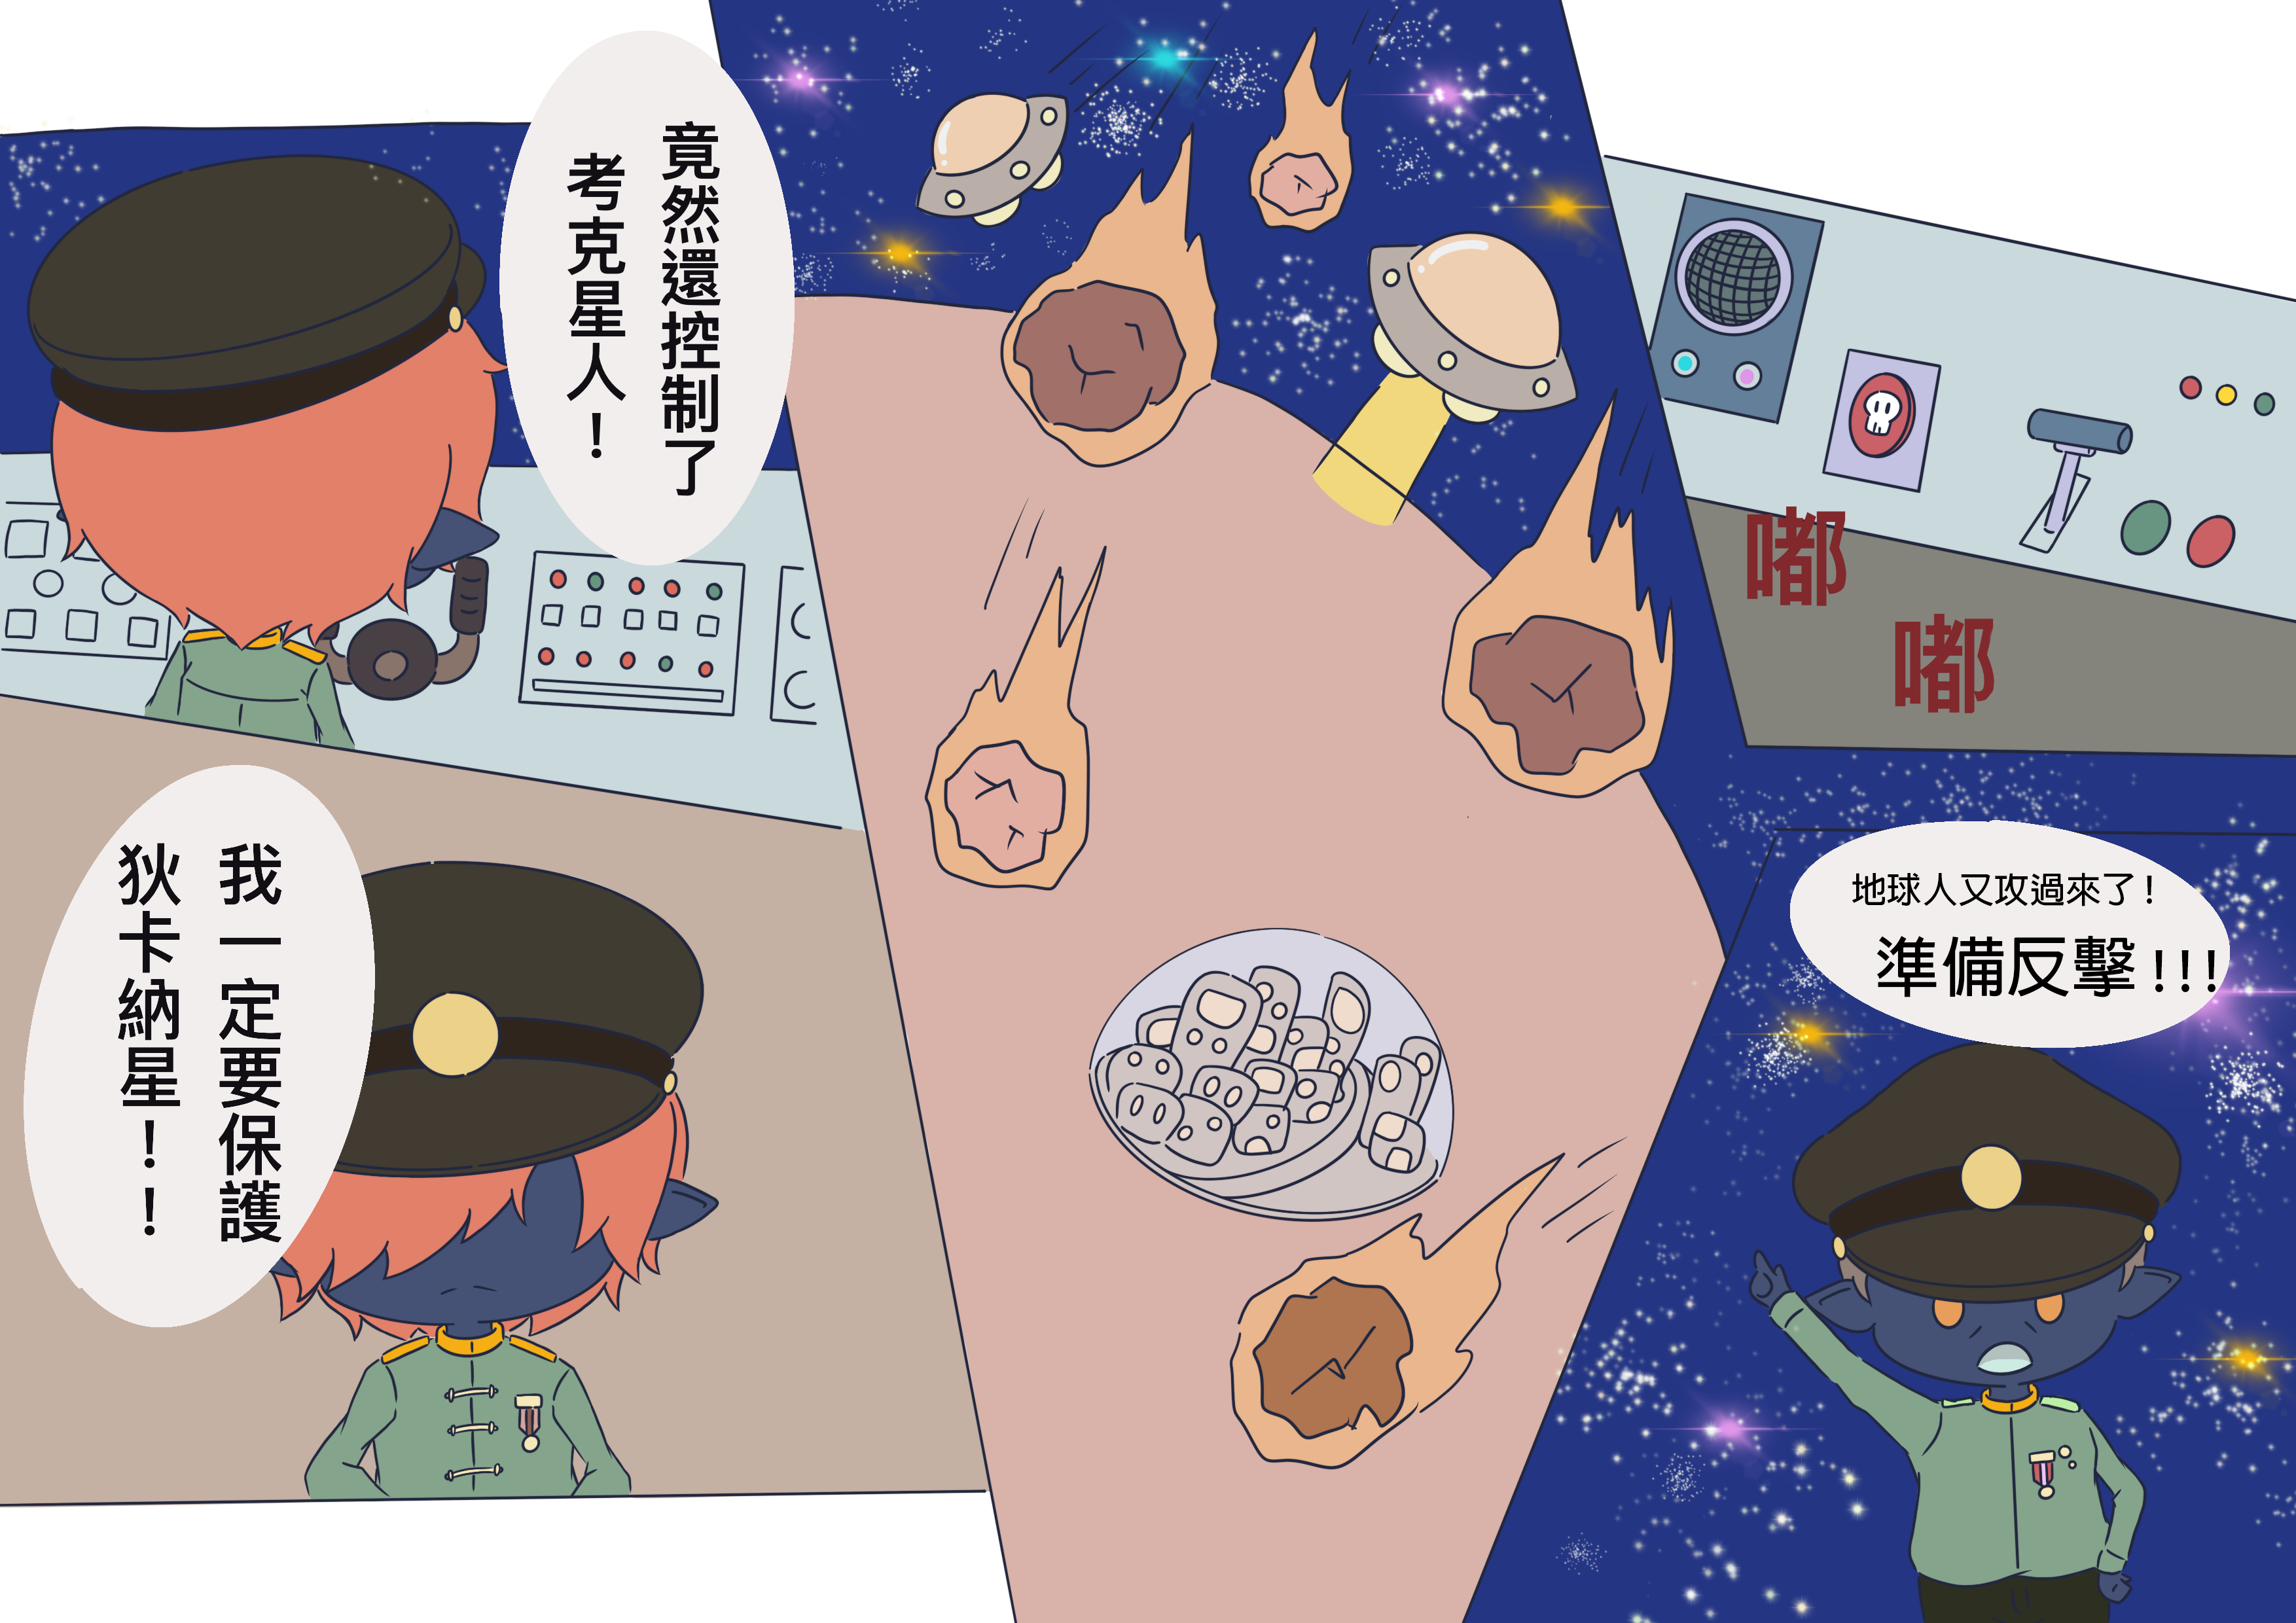 嘟
嘟
地球人又攻過來了！
準備反擊!!!
竟然還控制了
考克星人！
我一定要保護
狄卡納星！！